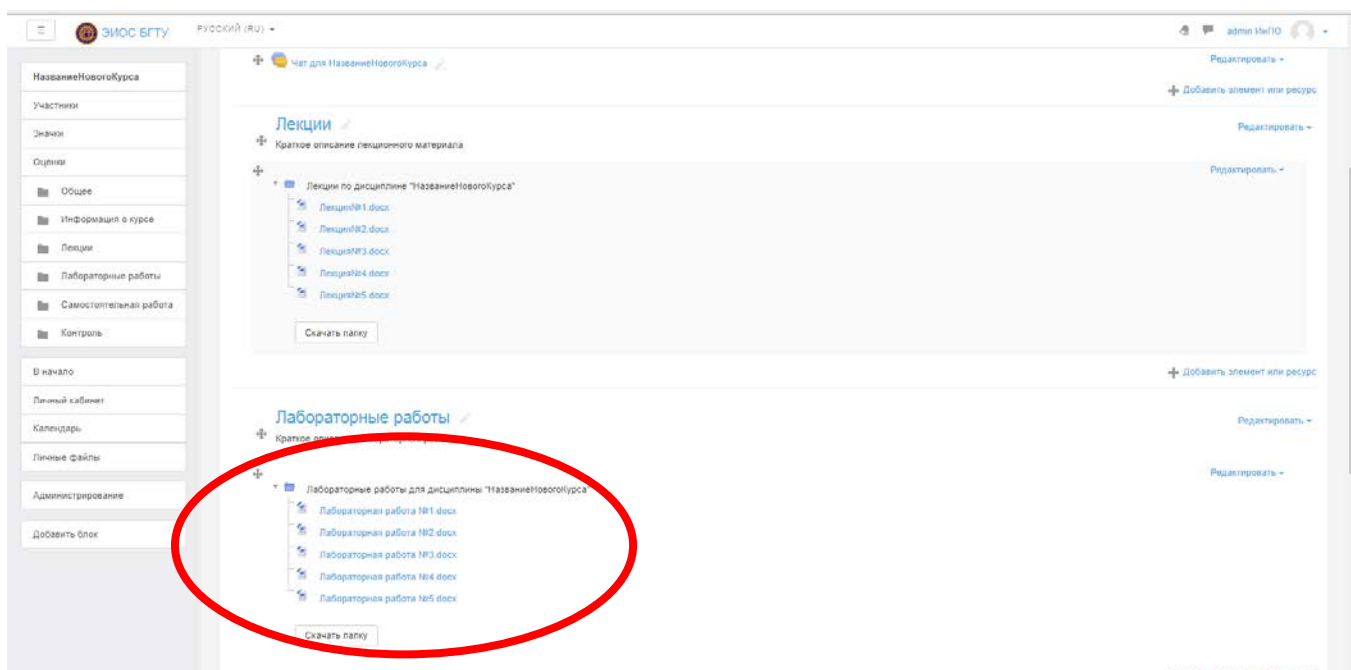 ЭИОС БГТУ
РУССКИЙ (RU)
admin ИиПО
НазваниеНовогоКурса
Участники
Значки
Оценки
Общее
Информация о курсе
Лекции
Лабораторные работы
Самостоятельная работа
Контроль
В начало
Личный кабинет
Календарь
Личные файлы
Администрирование
Добавить блок
Чат для НазваниеНовогоКурса
Редактировать
Добавить элемент или ресурс
Лекции
Редактировать
Краткое описание лекционного материала
Редактировать
Лекции по дисциплине "НазваниеНовогоКурса"
Лекция№1.docx
Лекция№2.docx
Лекция№3.docx
Лекция№4.docx
Лекция№5.docx
Скачать папку
Добавить элемент или ресурс
Лабораторные работы
Редактировать
Краткое
Редактировать
Лабораторные работы для дисциплины "НазваниеНовогоКурса"
Лабораторная работа №1.docx
Лабораторная работа №2.docx
Лабораторная работа №3.docx
Лабораторная работа №4.docx
Лабораторная работа №5.docx
Скачать папку